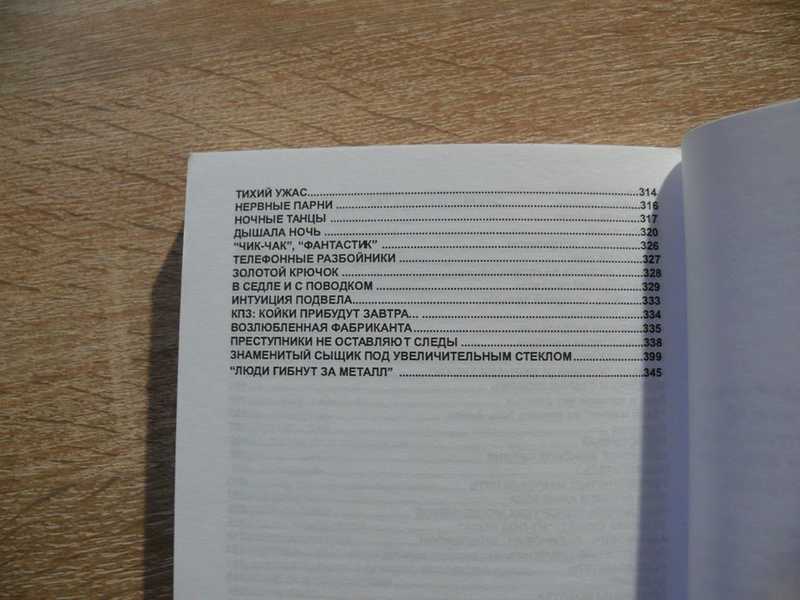 ТИХИЙ УЖАС......314
НЕРВНЫЕ ПАРНИ......316
НОЧНЫЕ ТАНЦЫ......317
ДЫШАЛА НОЧЬ......320
"ЧИК-ЧАК", "ФАНТАСТИК"......326
ТЕЛЕФОННЫЕ РАЗБОЙНИКИ......327
ЗОЛОТОЙ КРЮЧОК......328
В СЕДЛЕ И С ПОВОДКОМ......329
ИНТУИЦИЯ ПОДВЕЛА......333
КПЗ: КОЙКИ ПРИБУДУТ ЗАВТРА... ......334
ВОЗЛЮБЛЕННАЯ ФАБРИКАНТА......335
ПРЕСТУПНИКИ НЕ ОСТАВЛЯЮТ СЛЕДЫ......338
ЗНАМЕНИТЫЙ СЫЩИК ПОД УВЕЛИЧИТЕЛЬНЫМ СТЕКЛОМ......399
"ЛЮДИ ГИБНУТ ЗА МЕТАЛЛ"......345